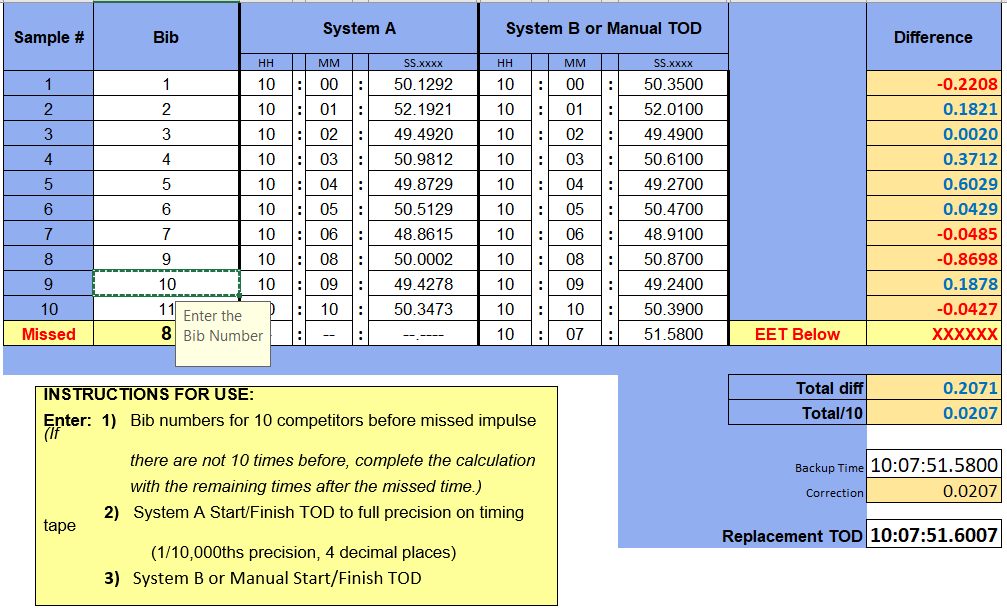 Sample # Bib System A System B or Manual TOD Difference
HH MM SS.xxxx HH MM SS.xxxx
1 1 10 : 00 : 50.1292 10 : 00 : 50.3500 -0.2208
2 2 10 : 01 : 52.1921 10 : 01 : 52.0100 0.1821
3 3 10 : 02 : 49.4920 10 : 02 : 49.4900 0.0020
4 4 10 : 03 : 50.9812 10 : 03 : 50.6100 0.3712
5 5 10 : 04 : 49.8729 10 : 04 : 49.2700 0.6029
6 6 10 : 05 : 50.5129 10 : 05 : 50.4700 0.0429
7 7 10 : 06 : 48.8615 10 : 06 : 48.9100 -0.0485
8 9 10 : 08 : 50.0002 10 : 08 : 50.8700 -0.8698
9 10 10 : 09 : 49.4278 10 : 09 : 49.2400 0.1878
10 11 0 : 10 : 50.3473 10 : 10 : 50.3900 -0.0427
Missed 8 : -- : --.---- 10 : 07 : 51.5800 EET Below XXXXXX
Enter the
Bib Number
Total diff 0.2071
Total/10 0.0207
Backup Time 10:07:51.5800
Correction 0.0207
Replacement TOD 10:07:51.6007
INSTRUCTIONS FOR USE:
Enter: 1) Bib numbers for 10 competitors before missed impulse
(If
there are not 10 times before, complete the calculation
with the remaining times after the missed time.)
2) System A Start/Finish TOD to full precision on timing
tape
(1/10,000ths precision, 4 decimal places)
3) System B or Manual Start/Finish TOD